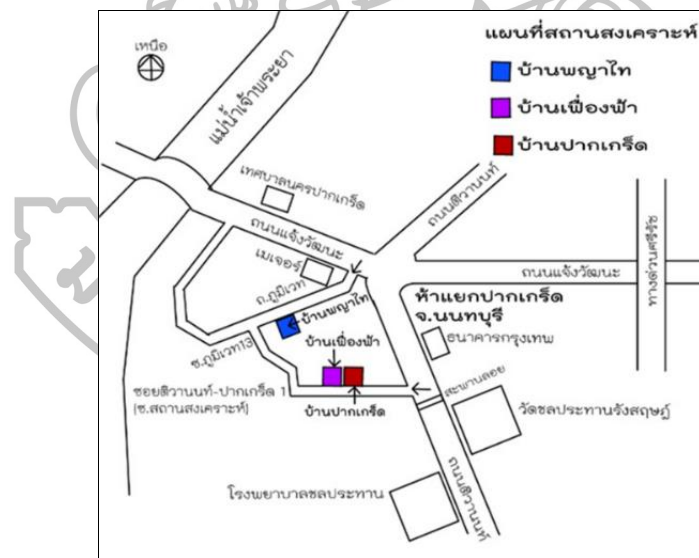 แผนที่สถานสงเคราะห์
บ้านพญาไท
บ้านเฟื่องฟ้า
บ้านปากเกร็ด
เหนือ
แม่น้ำเจ้าพระยา
เทศบาลนครปากเกร็ด
ถนนติวานนท์
ถนนแจ้งวัฒนะ
เมเจอร์
ถ.ภูมิเวท
ถนนแจ้งวัฒนะ
ทางด่วนศรีรัช
ห้าแยกปากเกร็ด
จ.นนทบุรี
บ้านพญาไท
ธนาคารกรุงเทพ
บ้านเฟื่องฟ้า
ซ.ภูมิเวท13
ซอยติวานนท์-ปากเกร็ด 1
(ซ.สถานสงเคราะห์)
บ้านปากเกร็ด
สะพานลอย
วัดชลประทานรังสฤษฎ์
โรงพยาบาลชลประทาน
ถนนติวานนท์